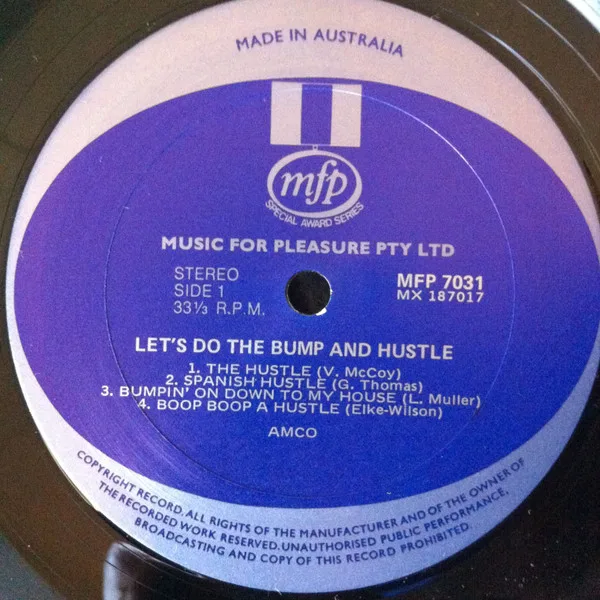 MADE IN AUSTRALIA
mfp
SPECIAL AWARD SERIES
MUSIC FOR PLEASURE PTY LTD
STEREO
SIDE 1
33⅓ R.P.M.
MFP 7031
MX 187017
LET'S DO THE BUMP AND HUSTLE
1. THE HUSTLE (V. McCoy)
2. SPANISH HUSTLE (G. Thomas)
3. BUMPIN' ON DOWN TO MY HOUSE (L. Muller)
4. BOOP BOOP A HUSTLE (Elke-Wilson)
AMCO
COPYRIGHT RECORD. ALL RIGHTS OF THE MANUFACTURER AND OF THE OWNER OF
THE RECORDED WORK RESERVED. UNAUTHORISED PUBLIC PERFORMANCE,
BROADCASTING AND COPY OF THIS RECORD PROHIBITED.